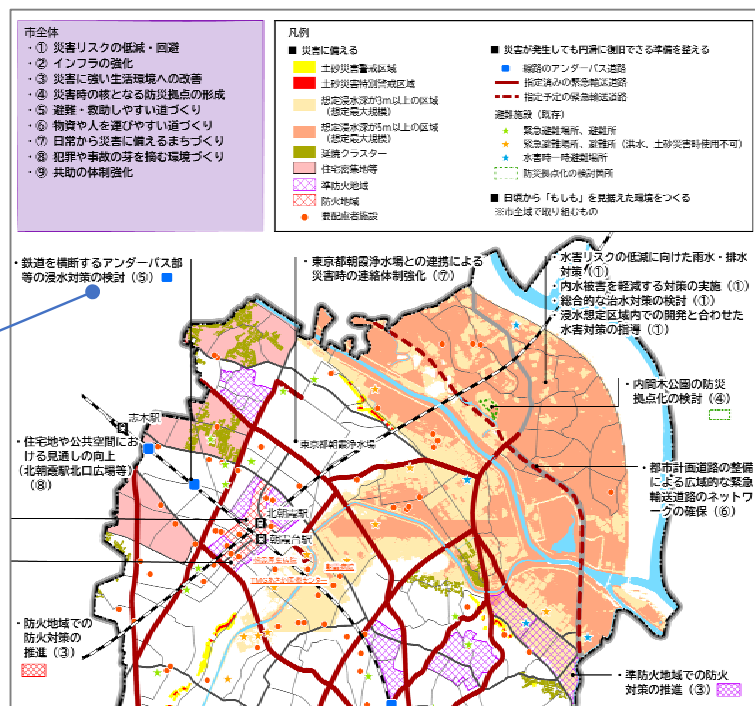 市全体
・① 災害リスクの低減・回避
・② インフラの強化
・③ 災害に強い生活環境への改善
・④ 災害時の核となる防災拠点の形成
・⑤ 避難・救助しやすい道づくり
・⑥ 物資や人を運びやすい道づくり
・⑦ 日常から災害に備えるまちづくり
・⑧ 犯罪や事故の芽を摘む環境づくり
・⑨ 共助の体制強化
凡例
■ 災害に備える
土砂災害警戒区域
土砂災害特別警戒区域
想定浸水深が3m以上の区域
（想定最大規模）
想定浸水深が5m以上の区域
（想定最大規模）
延焼クラスター
住宅密集地等
準防火地域
防火地域
要配慮者施設
■ 災害が発生しても円滑に復旧できる準備を整える
線路のアンダーパス道路
指定済みの緊急輸送道路
指定予定の緊急輸送道路
避難施設（既存）
緊急避難場所、避難所
緊急避難場所、避難所（洪水、土砂災害時使用不可）
水害時一時避難場所
防災拠点化の検討箇所
■ 日頃から「もしも」を見据えた環境をつくる
※市全域で取り組むもの
・鉄道を横断するアンダーパス部
等の浸水対策の検討（⑤）
・東京都朝霞浄水場との連携による
災害時の連絡体制強化（⑦）
・水害リスクの低減に向けた雨水・排水
対策（①）
・内水被害を軽減する対策の実施（①）
・総合的な治水対策の検討（①）
・浸水想定区域内での開発と合わせた
水害対策の指導（①）
・内間木公園の防災
拠点化の検討（④）
志木駅
・住宅地や公共空間にお
ける見通しの向上
（北朝霞駅北口広場等）
（⑧）
東京都朝霞浄水場
・都市計画道路の整備
による広域的な緊急
輸送道路のネットワ
ークの確保（⑥）
北朝霞駅
朝霞台駅
・防火地域での
防火対策の
推進（③）
・準防火地域での防火
対策の推進（③）